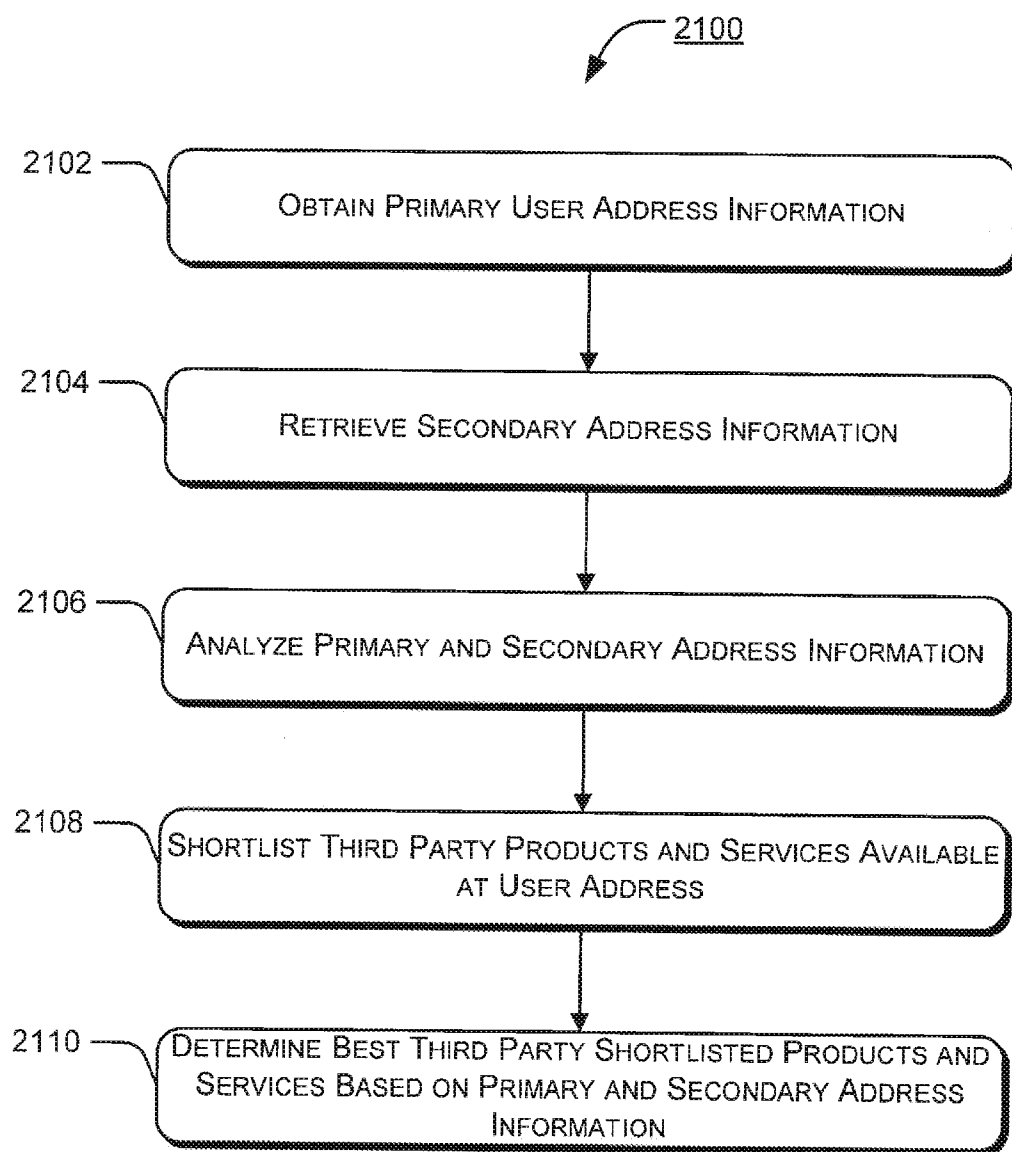 2100
2102
OBTAIN PRIMARY USER ADDRESS INFORMATION
2104
RETRIEVE SECONDARY ADDRESS INFORMATION
2106
ANALYZE PRIMARY AND SECONDARY ADDRESS INFORMATION
2108
SHORTLIST THIRD PARTY PRODUCTS AND SERVICES AVAILABLE
AT USER ADDRESS
2110
DETERMINE BEST THIRD PARTY SHORTLISTED PRODUCTS AND
SERVICES BASED ON PRIMARY AND SECONDARY ADDRESS
INFORMATION